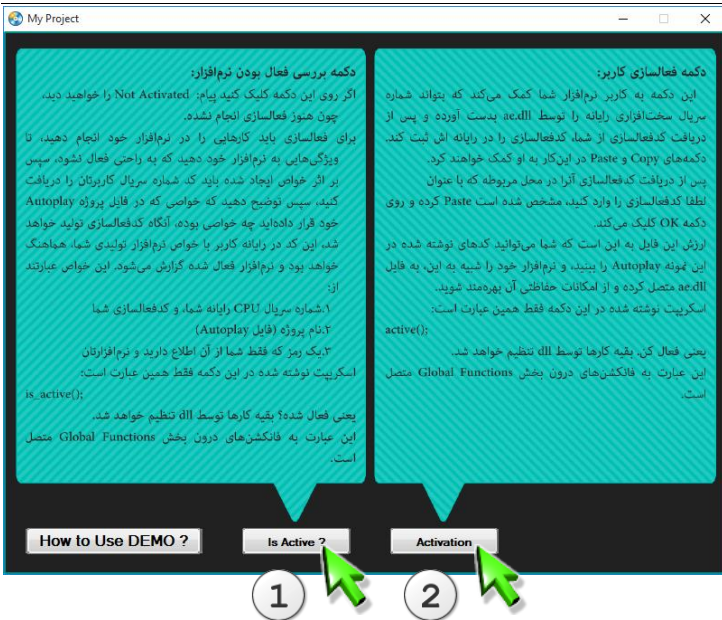 My Project
دکمه فعالسازی کاربر:
این دکمه به کاربر نرم‌افزار شما کمک می‌کند که بتواند شماره
سریال سخت‌افزاری رایانه را توسط ae.dll بدست آورده و پس از
دریافت کدفعالسازی از شما، کدفعالسازی را در رایانه اش ثبت کند.
دکمه‌های Copy و Paste در این‌کار به او کمک خواهند کرد.
پس از دریافت کدفعالسازی آنرا در محل مربوطه که با عنوان
لطفا کدفعالسازی را وارد کنید، مشخص شده است Paste کرده و روی
دکمه OK کلیک می‌کند.
ارزش این فایل به این است که شما می‌توانید کدهای نوشته شده در
این نمونه Autoplay را ببینید، و نرم‌افزار خود را شبیه به این، به فایل
ae.dll متصل کرده و از امکانات حفاظتی آن بهره‌مند شوید.
اسکریپت نوشته شده در این دکمه فقط همین عبارت است:
active();
یعنی فعال کن. بقیه کارها توسط dll تنظیم خواهد شد.
این عبارت به فانکشن‌های درون بخش Global Functions متصل
است.
دکمه بررسی فعال بودن نرم‌افزار:
اگر روی این دکمه کلیک کنید پیام: Not Activated را خواهید دید،
چون هنوز فعالسازی انجام نشده.
برای فعالسازی باید کارهایی را در نرم‌افزار خود انجام دهید، تا
ویژگی‌هایی به نرم‌افزار خود دهید که به راحتی فعال نشود، سپس
بر اثر خواص ایجاد شده باید کد شماره سریال کاربرتان را دریافت
کنید، سپس توضیح دهید که خواصی که در فایل پروژه Autoplay
خود قرار داده‌اید چه خواصی بوده، آنگاه کدفعالسازی تولید خواهد
شد، این کد در رایانه کاربر با خواص نرم‌افزار تولیدی شما، هماهنگ
خواهد بود و نرم‌افزار فعال شده گزارش می‌شود. این خواص عبارتند
از:
۱.شماره سریال CPU رایانه شما، و کدفعالسازی شما
۲.نام پروژه (فایل Autoplay)
۳.یک رمز که فقط شما از آن اطلاع دارید و نرم‌افزارتان
اسکریپت نوشته شده در این دکمه فقط همین عبارت است:
is_active();
یعنی فعال شده؟ بقیه کارها توسط dll تنظیم خواهد شد.
این عبارت به فانکشن‌های درون بخش Global Functions متصل
است.
How to Use DEMO ?
Is Active ?
Activation
1
2